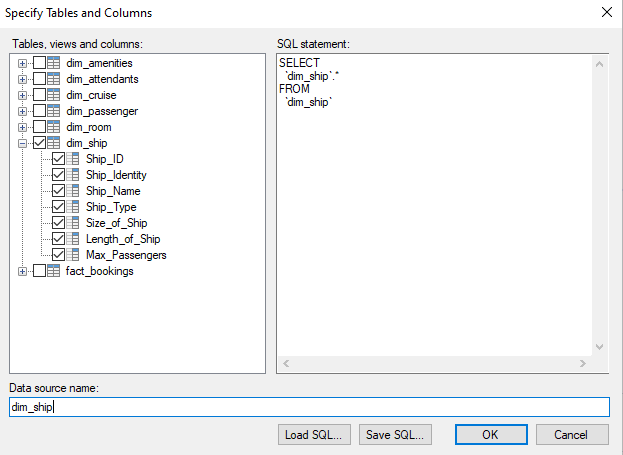 Specify Tables and Columns
Tables, views and columns:
dim_amenities
dim_attendants
dim_cruise
dim_passenger
dim_room
dim_ship
Ship_ID
Ship_Identity
Ship_Name
Ship_Type
Size_of_Ship
Length_of_Ship
Max_Passengers
fact_bookings
SQL statement:
SELECT
`dim_ship`.*
FROM
`dim_ship`
Data source name:
dim_ship
Load SQL... Save SQL... OK Cancel